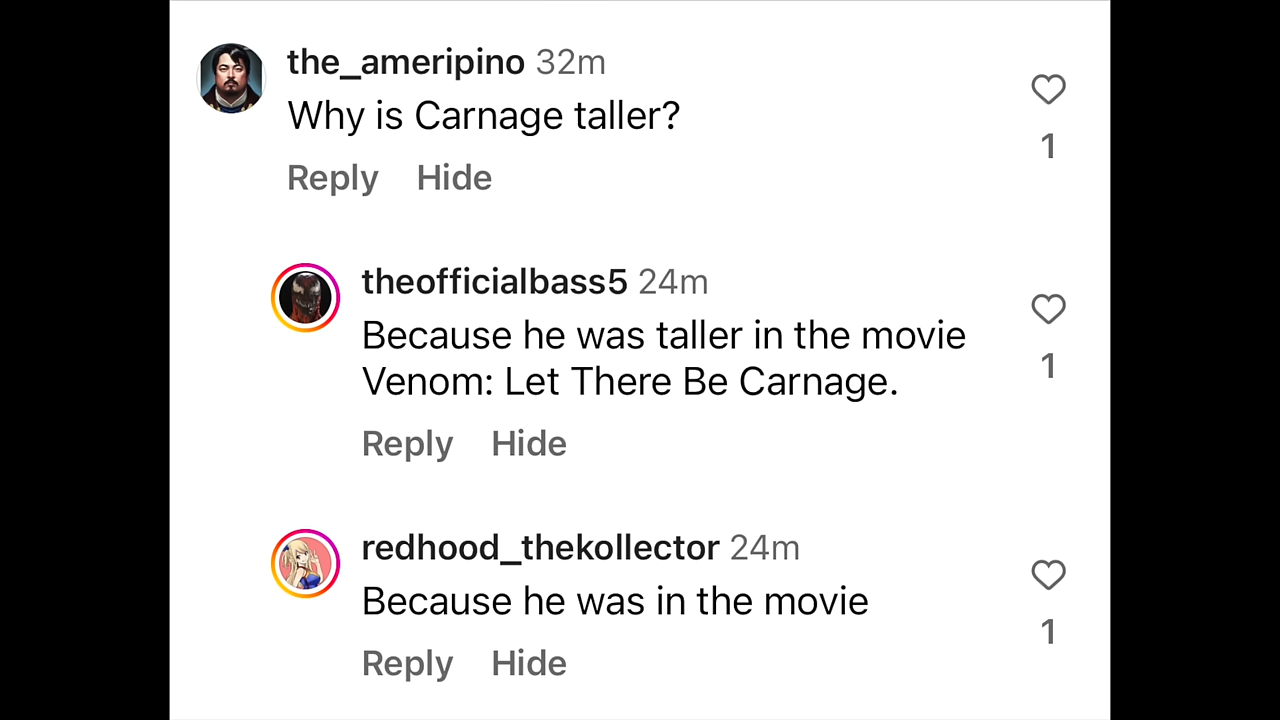 the_ameripino 32m
Why is Carnage taller?
1
Reply Hide
theofficialbass5 24m
Because he was taller in the movie
Venom: Let There Be Carnage.
1
Reply Hide
redhood_thekollector 24m
Because he was in the movie
1
Reply Hide